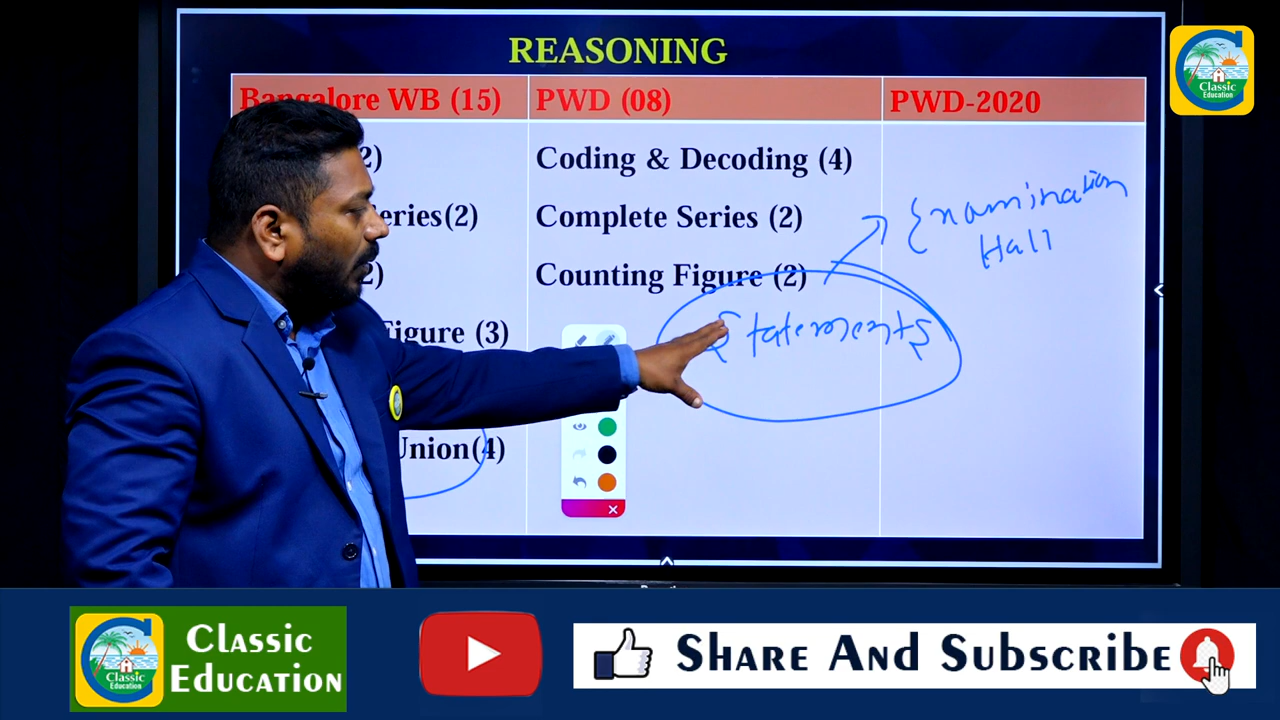 REASONING
Bangalore WB (15) PWD (08) PWD-2020
2) Coding & Decoding (4)
eries(2) Complete Series (2)
2) Counting Figure (2)
Figure (3)
Union(4)
Examination
Hall
Statements
Classic
Education
Classic
Education
Classic
Education
SHARE AND SUBSCRIBE